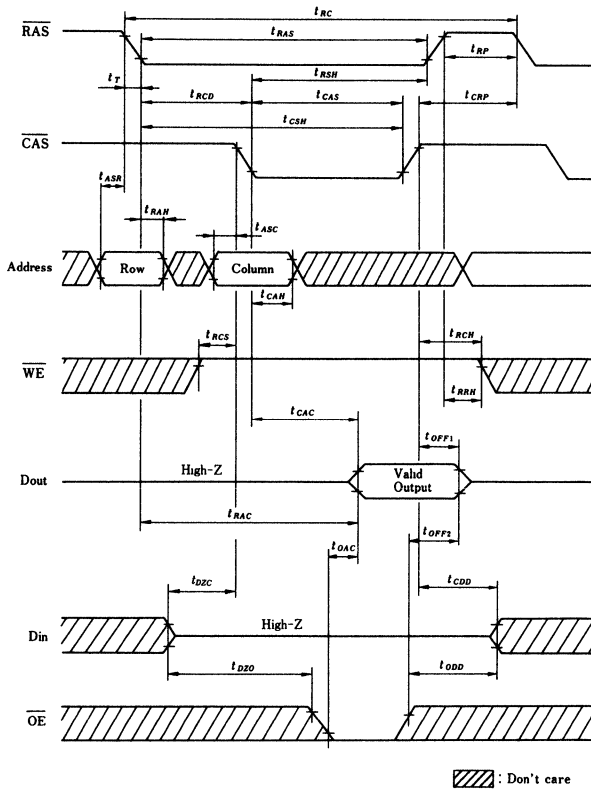 tRC
RAS
tRAS
tRP
tRSH
tT
tRCD
tCAS
tCRP
tCSH
CAS
tASR
tRAH
tASC
Address
Row
Column
tCAH
tRCS
tRCH
WE
tRRH
tCAC
tOFF1
High-Z
Valid
Output
Dout
tRAC
tOFF2
tOAC
tDZC
tCDD
High-Z
Din
tDZO
tODD
OE
: Don't care